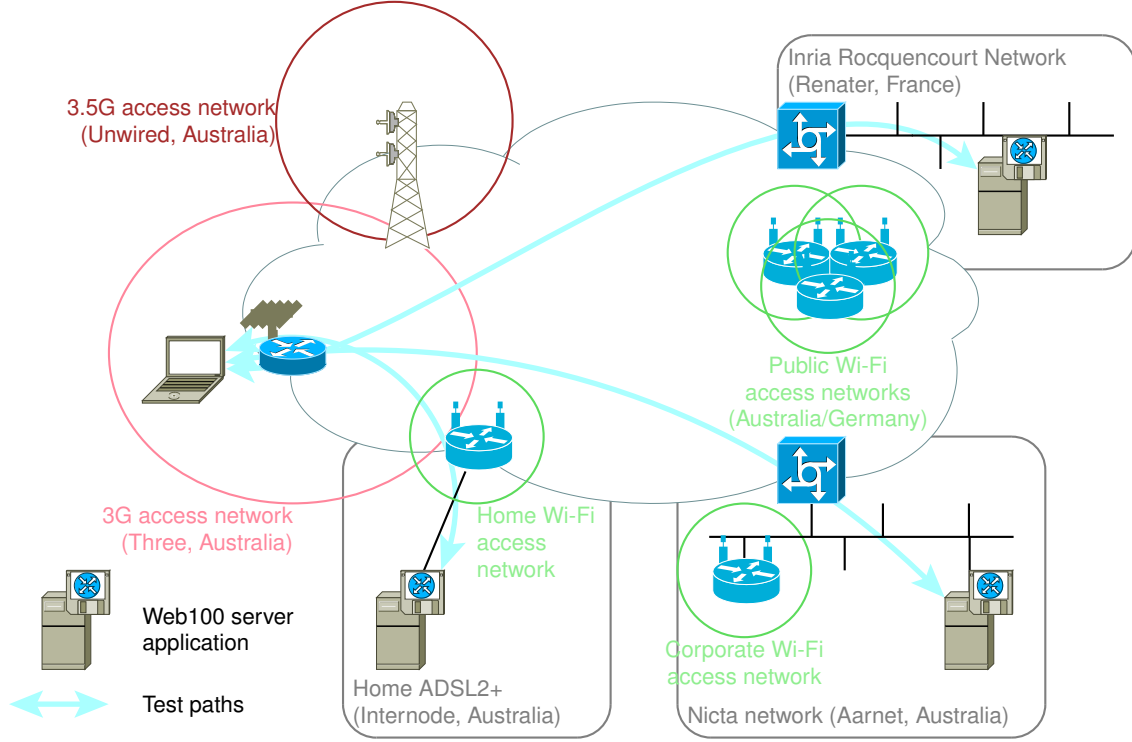 Inria Rocquencourt Network
(Renater, France)
3.5G access network
(Unwired, Australia)
Public Wi-Fi
access networks
(Australia/Germany)
3G access network
(Three, Australia)
Home Wi-Fi
access
network
Web100 server
application
Corporate Wi-Fi
access network
Home ADSL2+
(Internode, Australia)
Nicta network (Aarnet, Australia)
Test paths